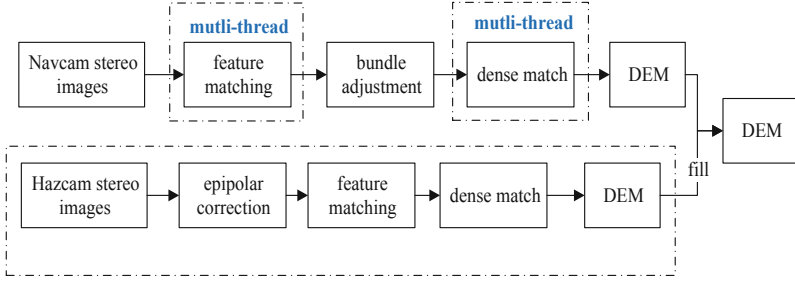 mutli-thread
mutli-thread
Navcam stereo
images
feature
matching
bundle
adjustment
dense match
DEM
DEM
fill
Hazcam stereo
images
epipolar
correction
feature
matching
dense match
DEM